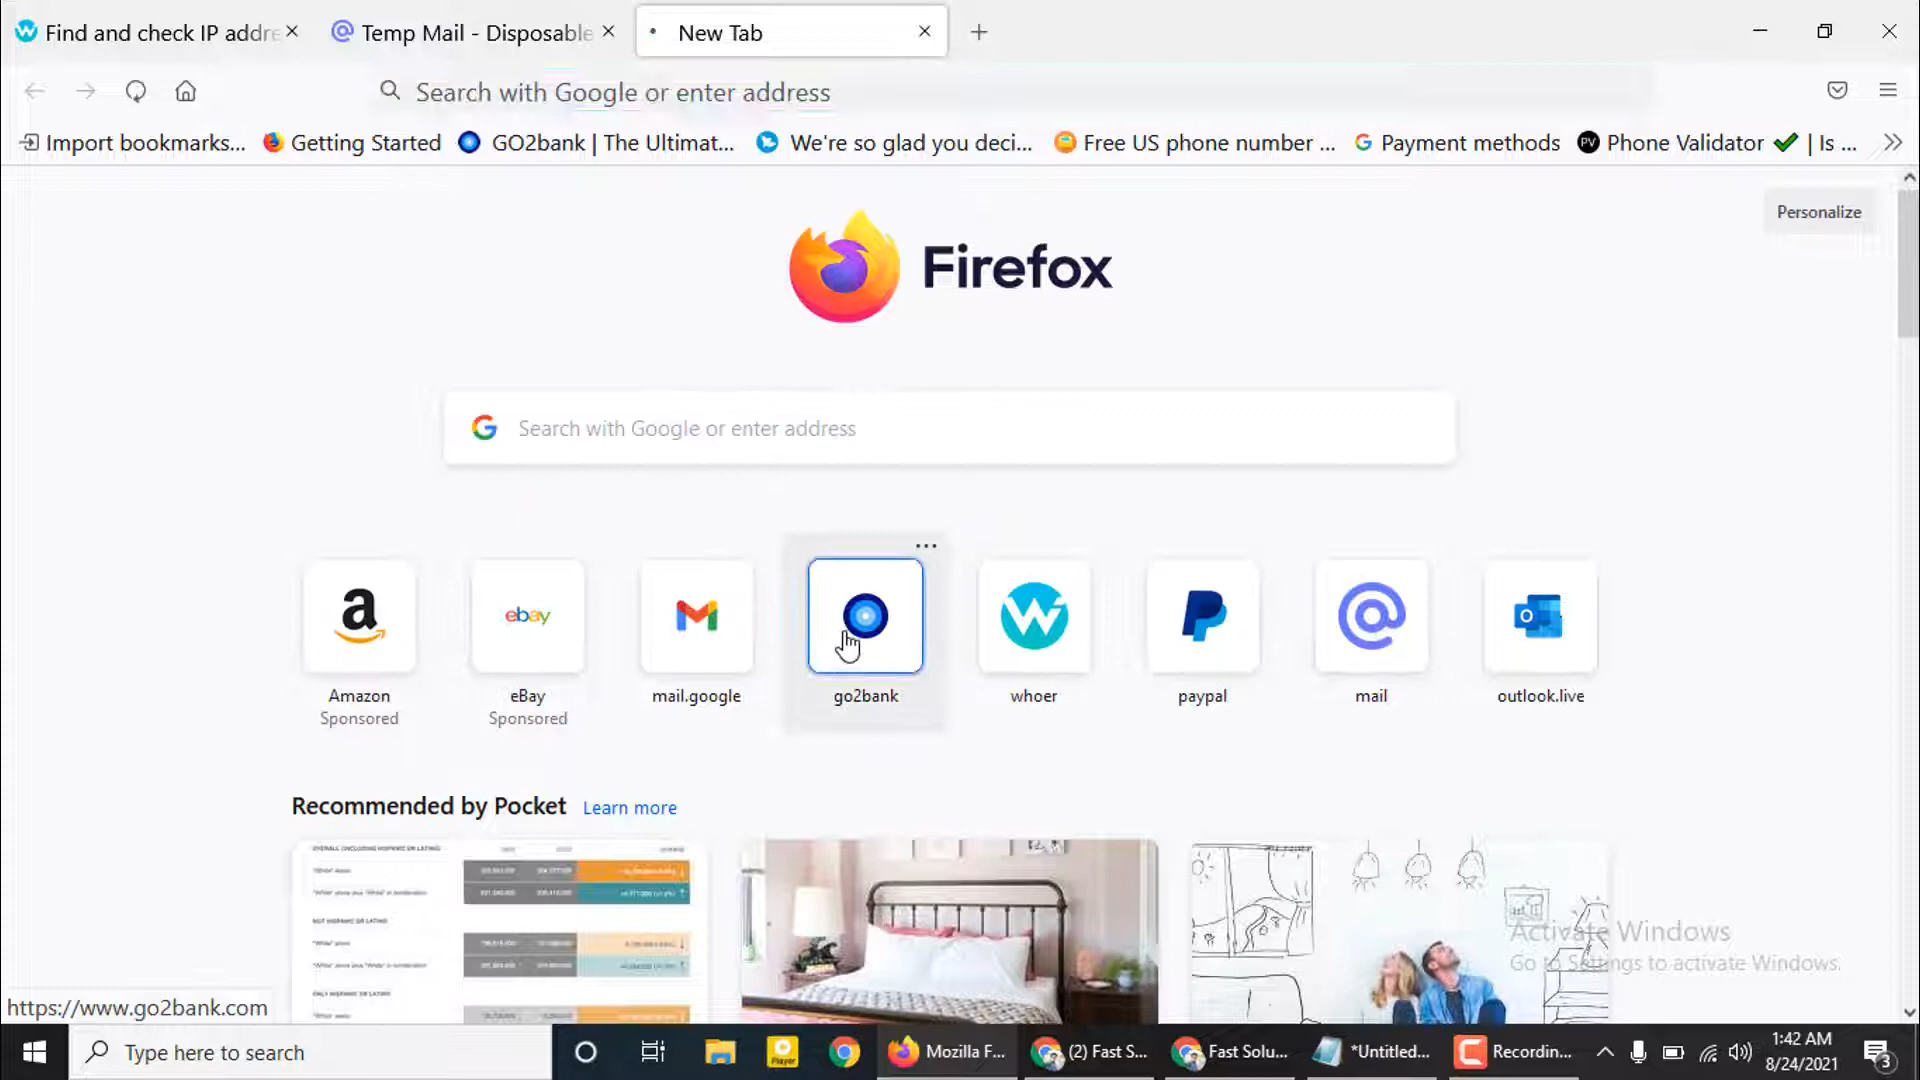 Find and check IP addre
Temp Mail - Disposable
New Tab
Search with Google or enter address
Import bookmarks...
Getting Started
GO2bank | The Ultimat...
We're so glad you deci...
Free US phone number ...
Payment methods
PV
Phone Validator ✔ | Is ...
Personalize
Firefox
Search with Google or enter address
ebay
Amazon
Sponsored
eBay
Sponsored
mail.google
go2bank
whoer
paypal
mail
outlook.live
Recommended by Pocket
Learn more
Activate Windows
Go to Settings to activate Windows.
https://www.go2bank.com
Type here to search
Player
Mozilla F...
(2) Fast S...
Fast Solu...
*Untitled...
Recordin...
1:42 AM
8/24/2021
3